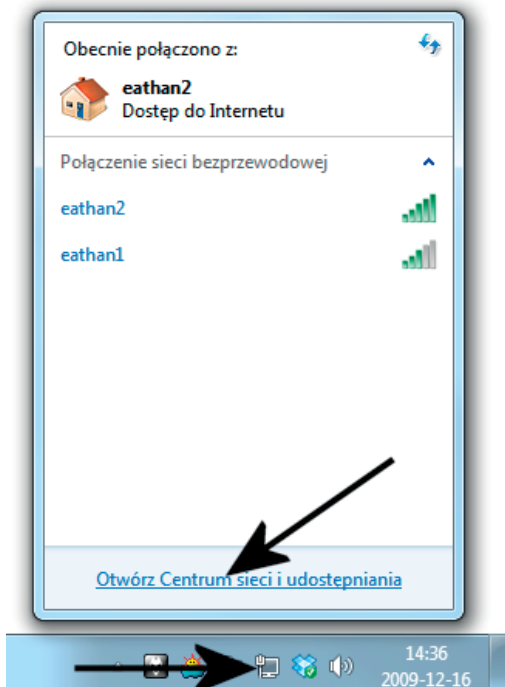 Obecnie połączono z:
eathan2
Dostęp do Internetu
Połączenie sieci bezprzewodowej
eathan2
eathan1
Otwórz Centrum sieci i udostępniania
14:36
2009-12-16